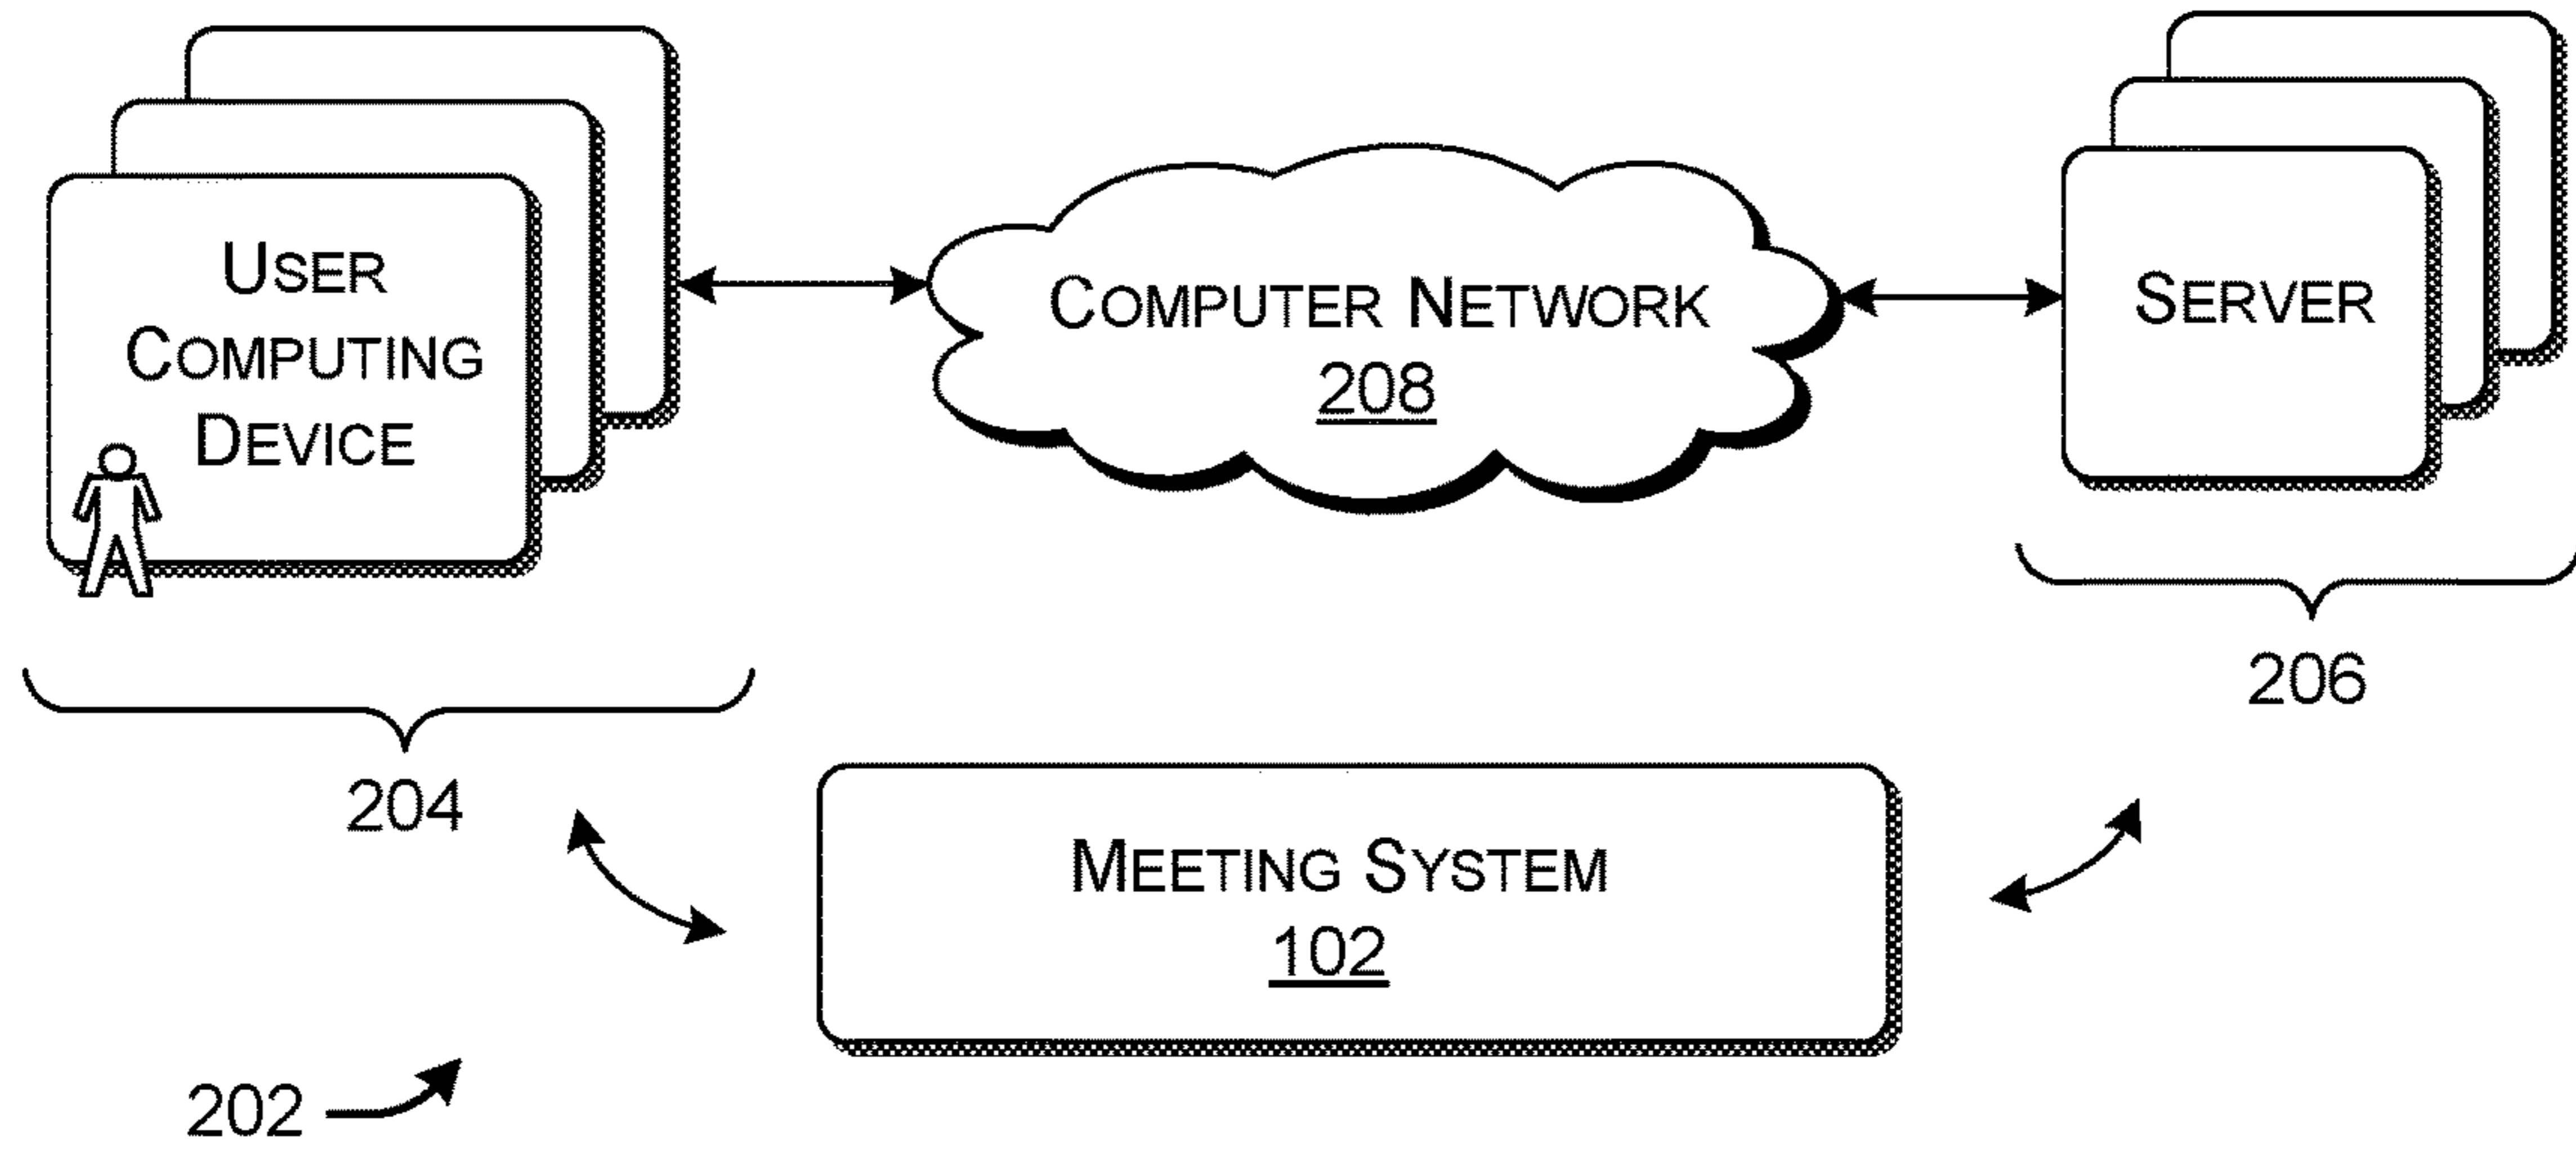 USER
COMPUTING
DEVICE
COMPUTER NETWORK
208
SERVER
204
206
MEETING SYSTEM
102
202